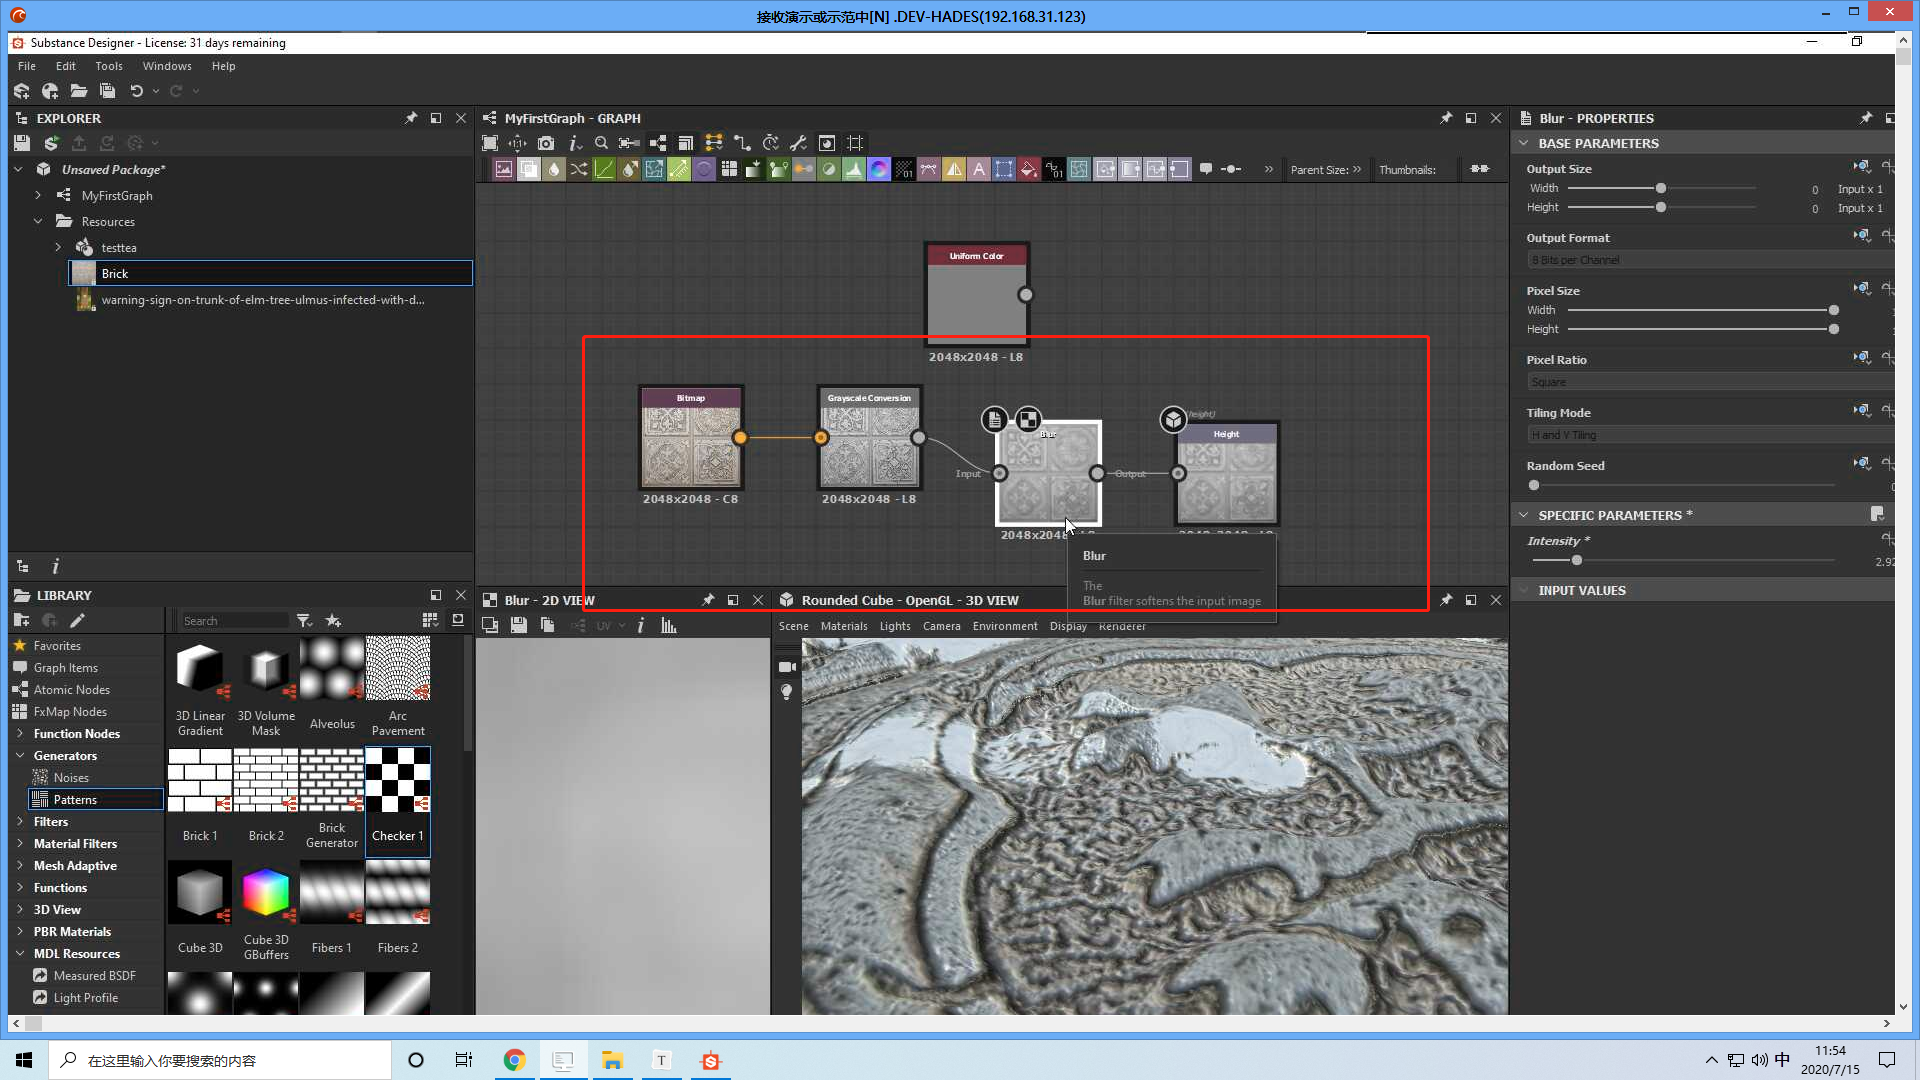 接收演示或示范中[N] .DEV-HADES(192.168.31.123)
Substance Designer - License: 31 days remaining
File Edit Tools Windows Help
EXPLORER
Unsaved Package*
MyFirstGraph
Resources
testtea
Brick
warning-sign-on-trunk-of-elm-tree-ulmus-infected-with-d...
MyFirstGraph - GRAPH
Parent Size:
Thumbnails:
Uniform Color
2048x2048 - L8
Bitmap
2048x2048 - C8
Grayscale Conversion
2048x2048 - L8
Blur
Input
Output
2048x2048
(height)
Height
Blur
The
Blur filter softens the input image
Blur - PROPERTIES
BASE PARAMETERS
Output Size
Width 0 Input x 1
Height 0 Input x 1
Output Format
8 Bits per Channel
Pixel Size
Width
Height
Pixel Ratio
Square
Tiling Mode
H and Y Tiling
Random Seed
SPECIFIC PARAMETERS *
Intensity *
2.92
INPUT VALUES
LIBRARY
Search
Favorites
Graph Items
Atomic Nodes
FxMap Nodes
Function Nodes
Generators
Noises
Patterns
Filters
Material Filters
Mesh Adaptive
Functions
3D View
PBR Materials
MDL Resources
Measured BSDF
Light Profile
3D Linear Gradient
3D Volume Mask
Alveolus
Arc Pavement
Brick 1
Brick 2
Brick Generator
Checker 1
Cube 3D
Cube 3D GBuffers
Fibers 1
Fibers 2
Blur - 2D VIEW
UV
Rounded Cube - OpenGL - 3D VIEW
Scene Materials Lights Camera Environment Display Renderer
在这里输入你要搜索的内容
中
11:54
2020/7/15